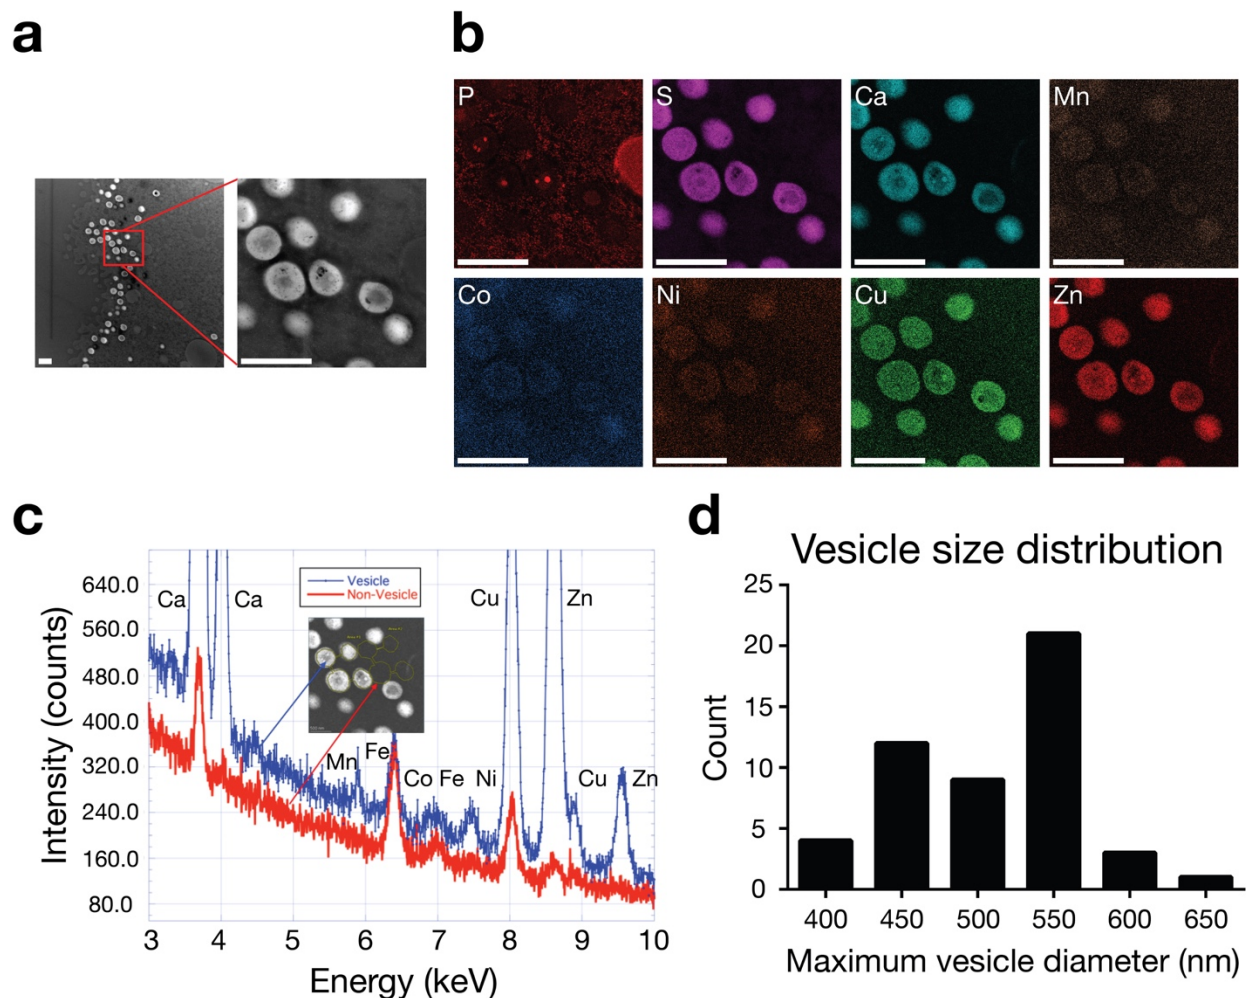 a
b
P
S
Ca
Mn
Co
Ni
Cu
Zn
c
640.0
560.0
480.0
400.0
320.0
240.0
160.0
80.0
Intensity (counts)
Vesicle
Non-Vesicle
Ca
Ca
Cu
Zn
Mn
Fe
Co
Fe
Ni
Cu
Zn
3
4
5
6
7
8
9
10
Energy (keV)
d
Vesicle size distribution
25
20
15
10
5
0
Count
400
450
500
550
600
650
Maximum vesicle diameter (nm)